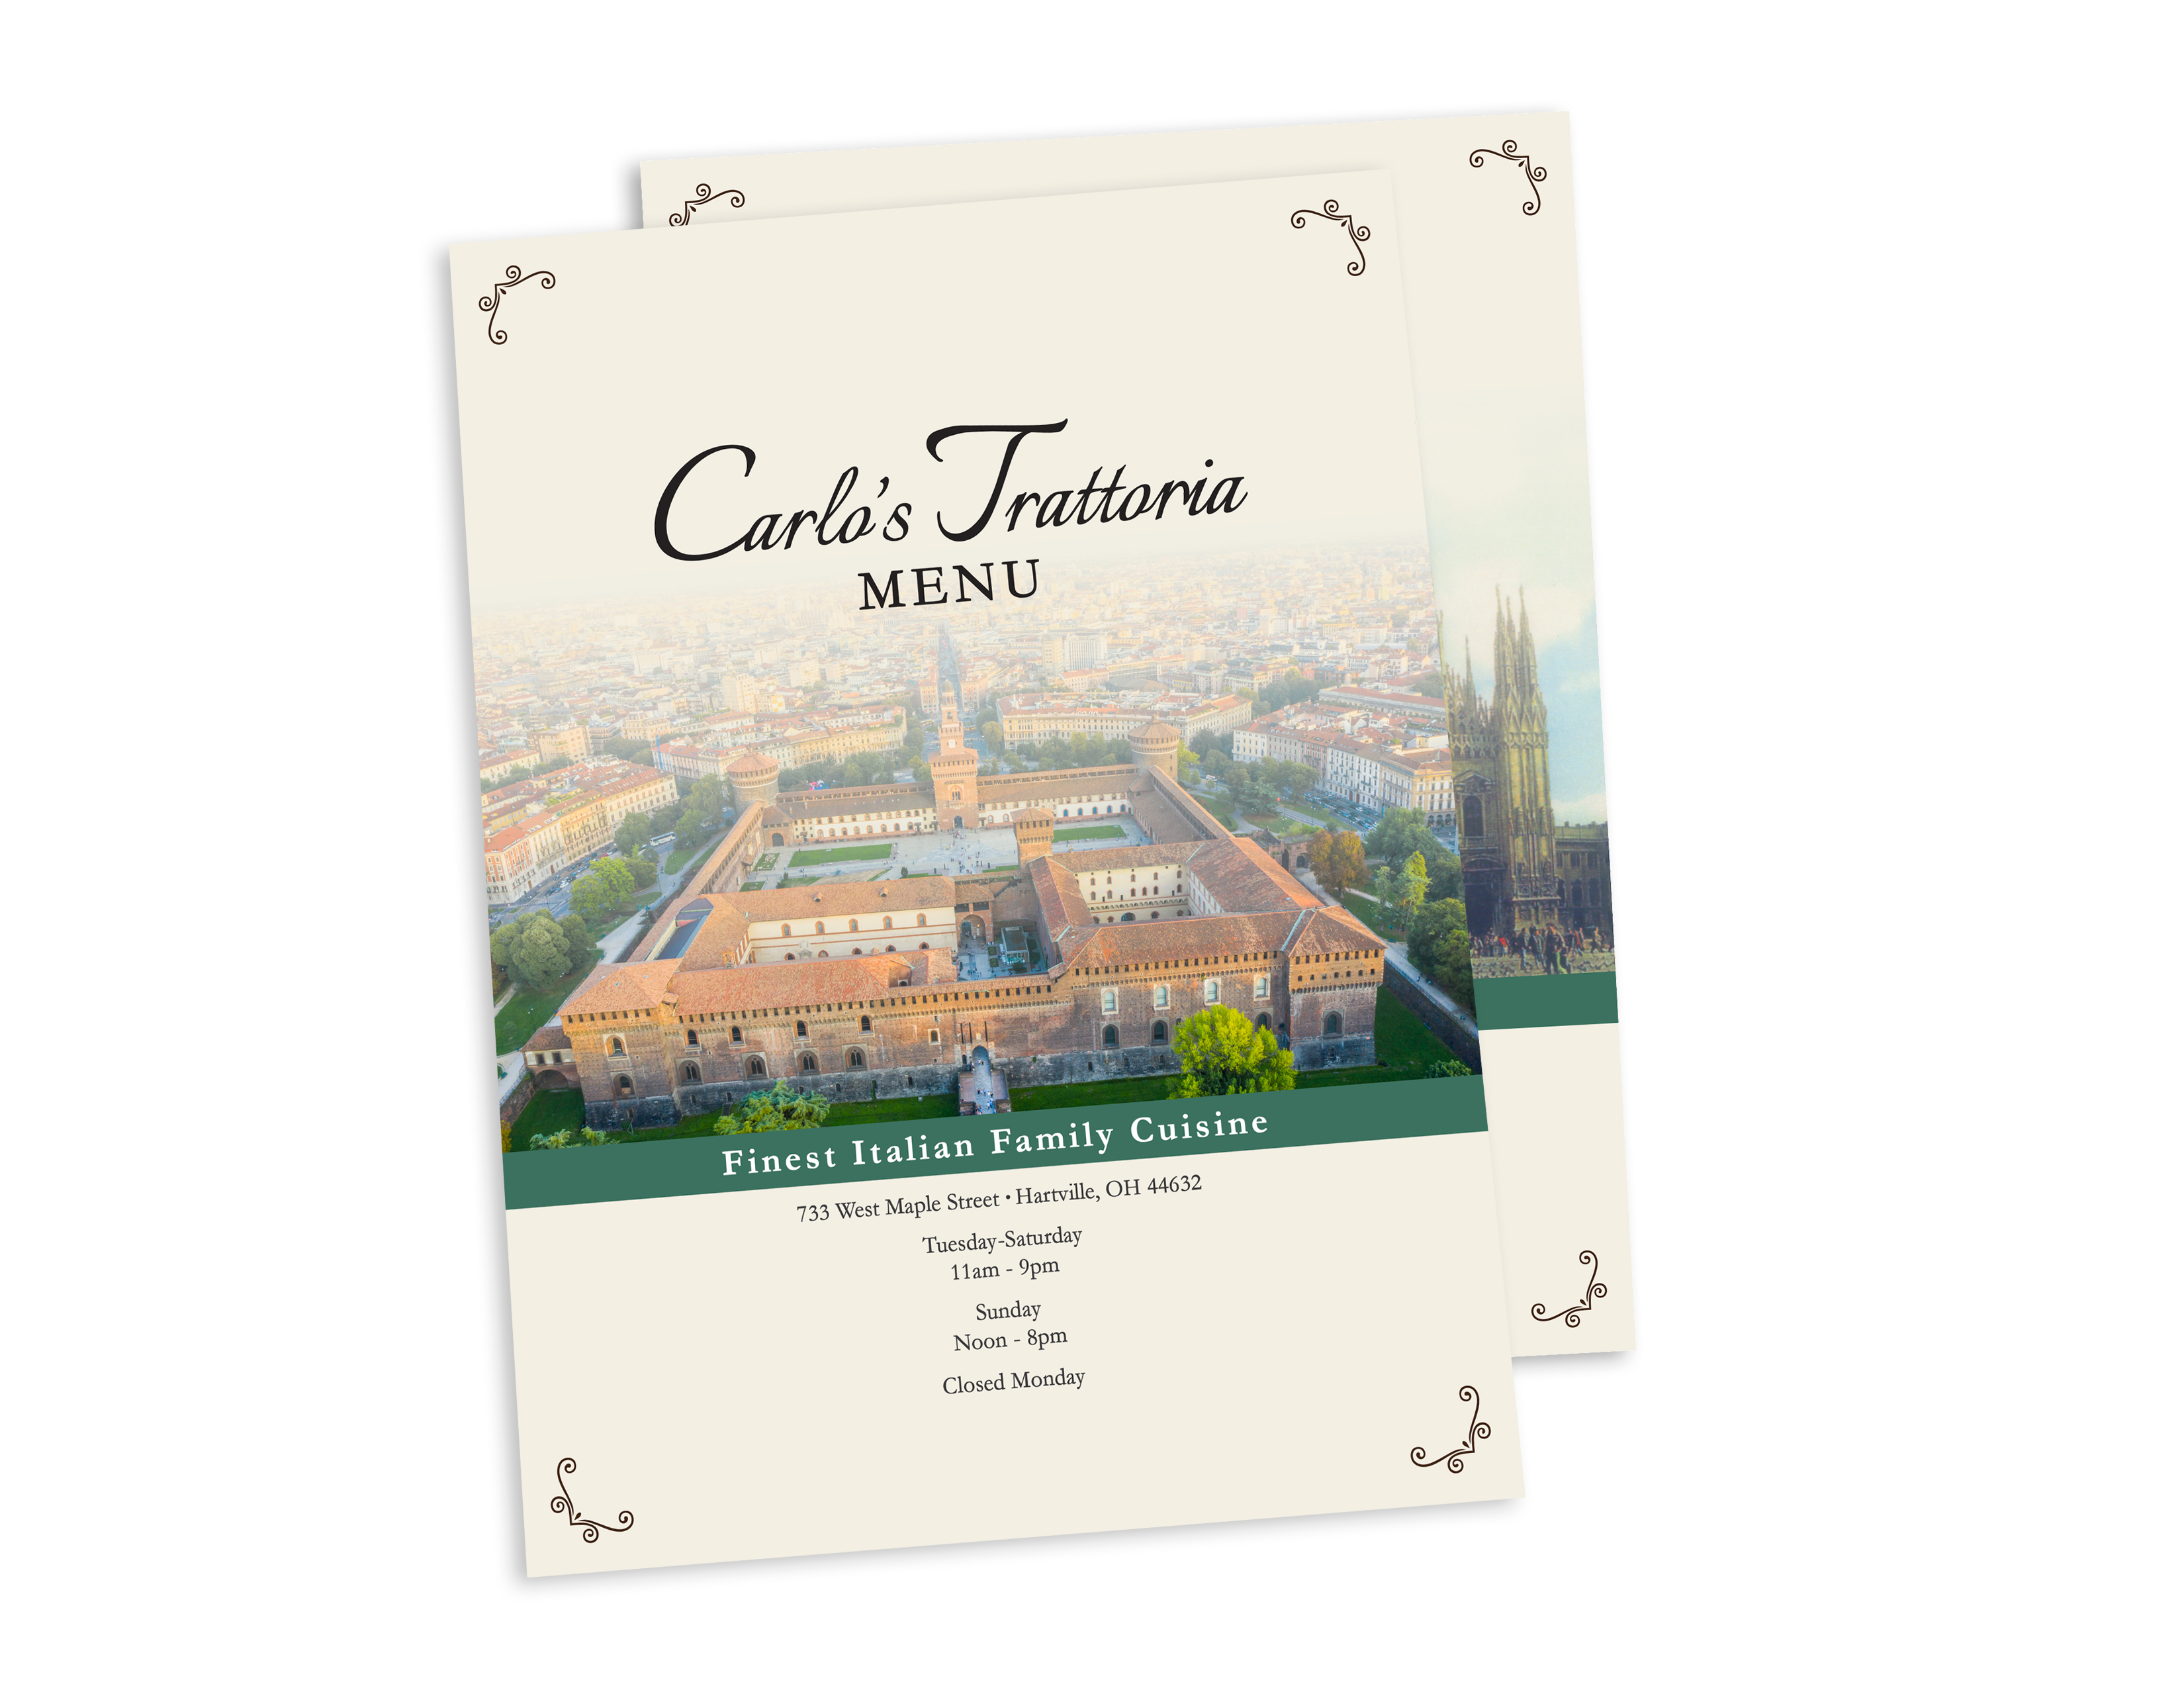 Carlo's Trattoria
MENU
Finest Italian Family Cuisine
733 West Maple Street • Hartville, OH 44632
Tuesday-Saturday
11am - 9pm
Sunday
Noon - 8pm
Closed Monday